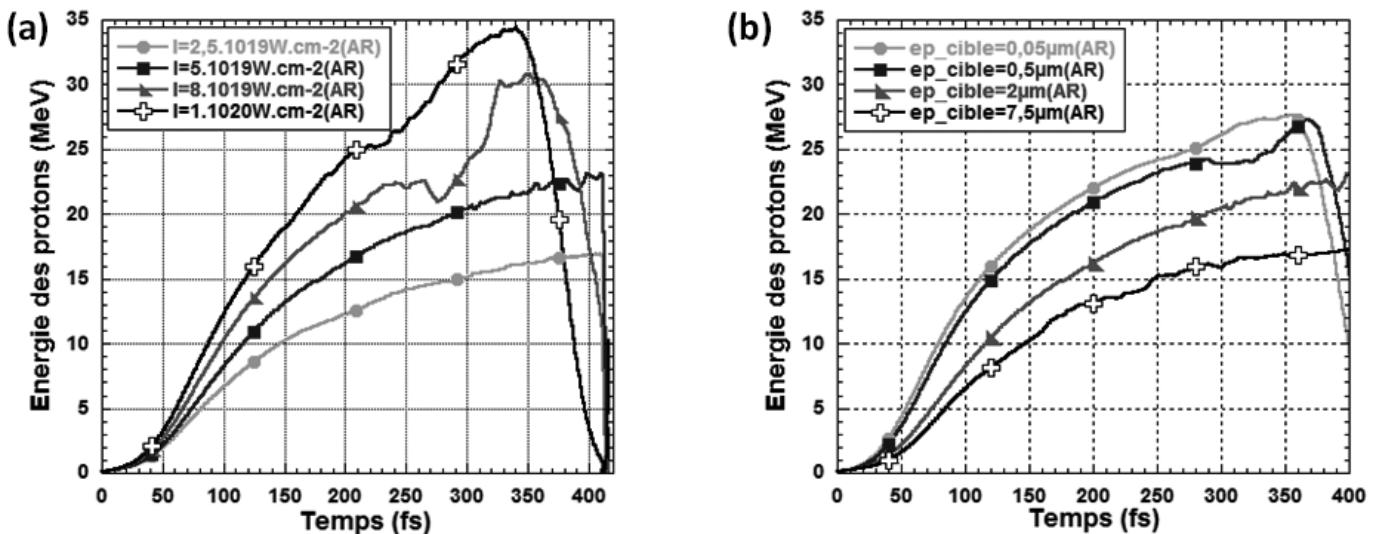 (a)
Energie des protons (MeV)
35
30
25
20
15
10
5
0
I=2,5.1019W.cm-2(AR)
I=5.1019W.cm-2(AR)
I=8.1019W.cm-2(AR)
I=1.1020W.cm-2(AR)
0 50 100 150 200 250 300 350 400
Temps (fs)
(b)
Energie des protons (MeV)
35
30
25
20
15
10
5
0
ep_cible=0,05µm(AR)
ep_cible=0,5µm(AR)
ep_cible=2µm(AR)
ep_cible=7,5µm(AR)
0 50 100 150 200 250 300 350 400
Temps (fs)